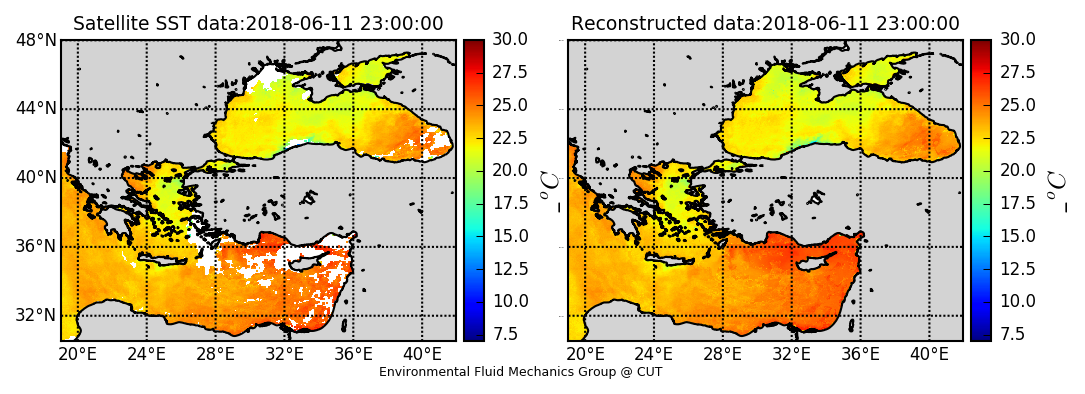 Satellite SST data:2018-06-11 23:00:00
48°N
44°N
40°N
36°N
32°N
20°E 24°E 28°E 32°E 36°E 40°E
30.0
27.5
25.0
22.5
20.0
17.5
15.0
12.5
10.0
7.5
_ °C
Reconstructed data:2018-06-11 23:00:00
20°E 24°E 28°E 32°E 36°E 40°E
30.0
27.5
25.0
22.5
20.0
17.5
15.0
12.5
10.0
7.5
_ °C
Environmental Fluid Mechanics Group @ CUT